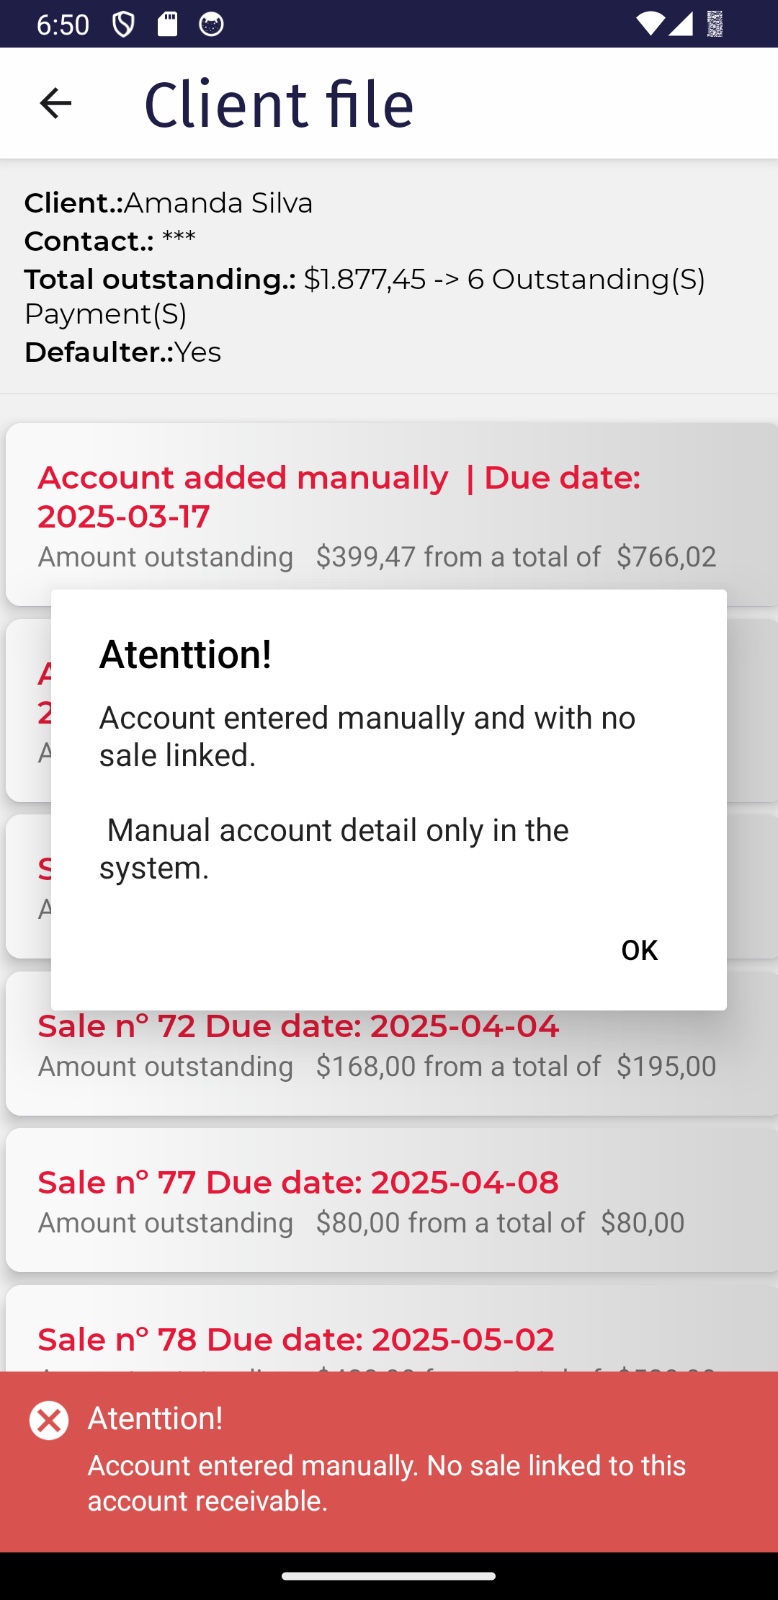 6:50
Client file
Client.:Amanda Silva
Contact.: ***
Total outstanding.: $1.877,45 -> 6 Outstanding(S)
Payment(S)
Defaulter.:Yes
Account added manually | Due date:
2025-03-17
Amount outstanding $399,47 from a total of $766,02
Atenttion!
Account entered manually and with no
sale linked.
Manual account detail only in the
system.
OK
Sale nº 72 Due date: 2025-04-04
Amount outstanding $168,00 from a total of $195,00
Sale nº 77 Due date: 2025-04-08
Amount outstanding $80,00 from a total of $80,00
Sale nº 78 Due date: 2025-05-02
Atenttion!
Account entered manually. No sale linked to this
account receivable.